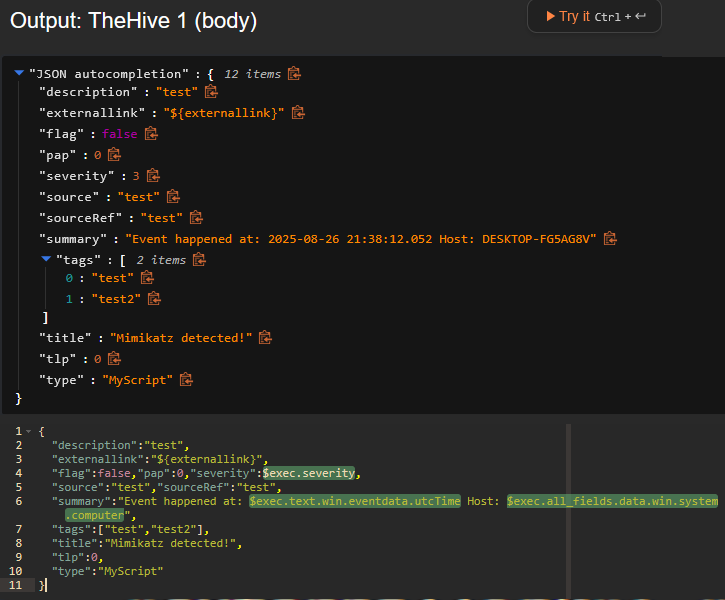 Output: TheHive 1 (body)
Try it Ctrl + ↩
"JSON autocompletion" : { 12 items
"description" : "test"
"externallink" : "${externallink}"
"flag" : false
"pap" : 0
"severity" : 3
"source" : "test"
"sourceRef" : "test"
"summary" : "Event happened at: 2025-08-26 21:38:12.052 Host: DESKTOP-FG5AG8V"
"tags" : [ 2 items
0 : "test"
1 : "test2"
]
"title" : "Mimikatz detected!"
"tlp" : 0
"type" : "MyScript"
}
1 {
2 "description":"test",
3 "externallink":"${externallink}",
4 "flag":false,"pap":0,"severity":$exec.severity,
5 "source":"test","sourceRef":"test",
6 "summary":"Event happened at: $exec.text.win.eventdata.utcTime Host: $exec.all_fields.data.win.system
.computer",
7 "tags":["test","test2"],
8 "title":"Mimikatz detected!",
9 "tlp":0,
10 "type":"MyScript"
11 }